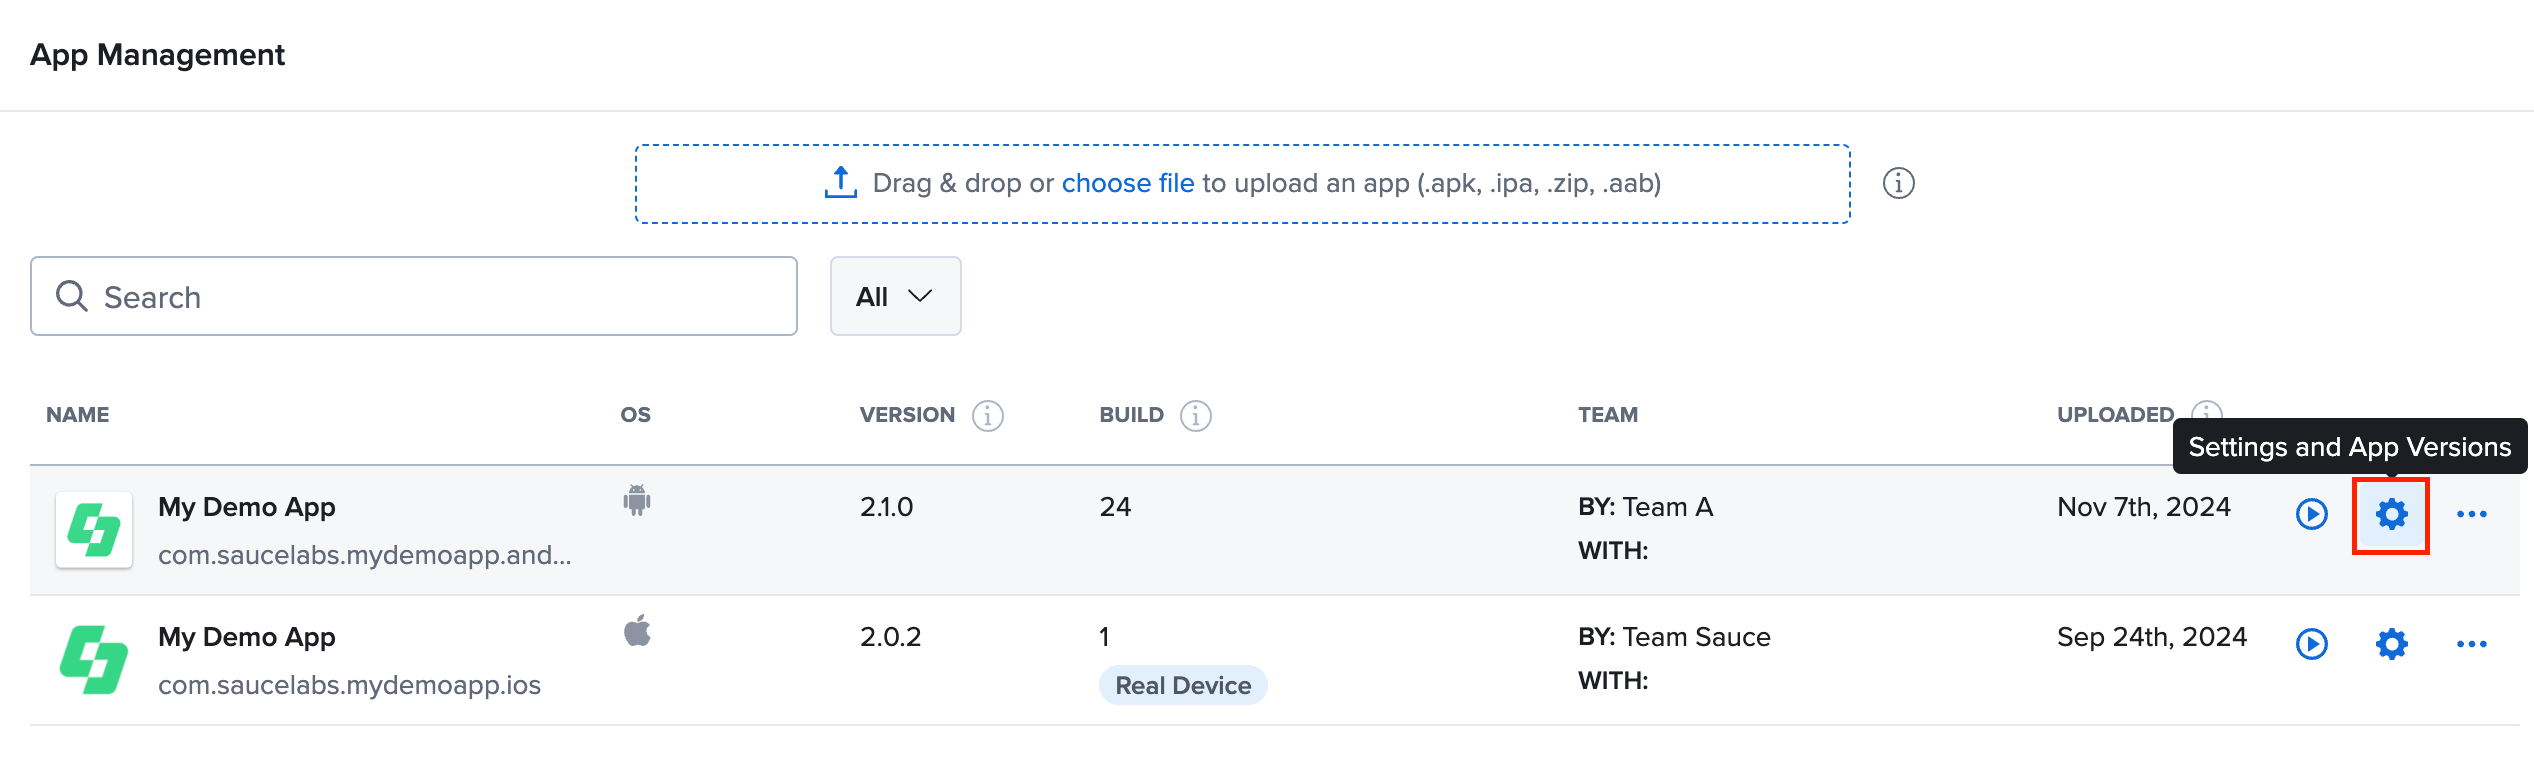 App Management
Drag & drop or choose file to upload an app (.apk, .ipa, .zip, .aab)
Search
All
NAME OS VERSION BUILD TEAM UPLOADED
Settings and App Versions
My Demo App 2.1.0 24 BY: Team A Nov 7th, 2024
com.saucelabs.mydemoapp.and... WITH:
My Demo App 2.0.2 1 BY: Team Sauce Sep 24th, 2024
com.saucelabs.mydemoapp.ios Real Device WITH: